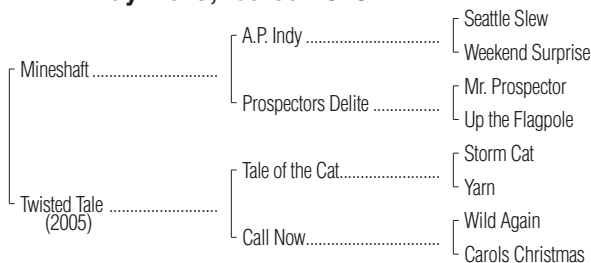 Seattle Slew
A.P. Indy
Weekend Surprise
Mineshaft
Mr. Prospector
Prospectors Delite
Up the Flagpole
Storm Cat
Tale of the Cat
Yarn
Twisted Tale
(2005)
Wild Again
Call Now
Carols Christmas